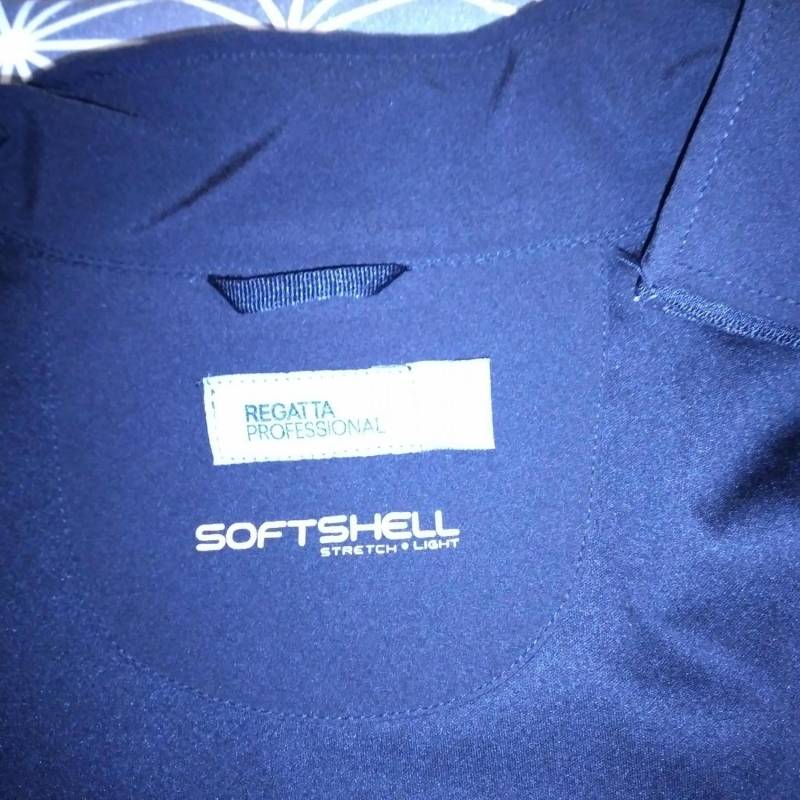 REGATTA
PROFESSIONAL
SOFTSHELL
STRETCH • LIGHT